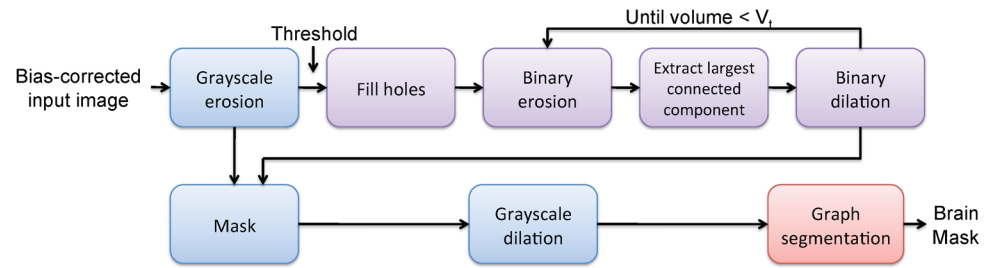 Until volume < Vt
Threshold
Bias-corrected
input image
Grayscale
erosion
Fill holes
Binary
erosion
Extract largest
connected
component
Binary
dilation
Mask
Grayscale
dilation
Graph
segmentation
Brain
Mask